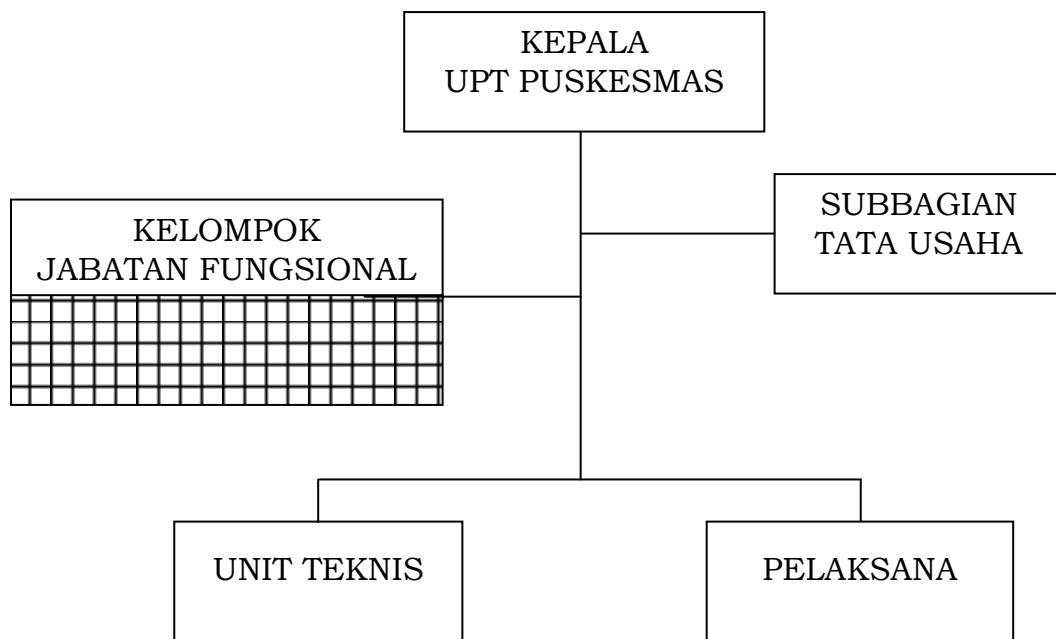 KEPALA
UPT PUSKESMAS
SUBBAGIAN
TATA USAHA
KELOMPOK
JABATAN FUNGSIONAL
UNIT TEKNIS
PELAKSANA